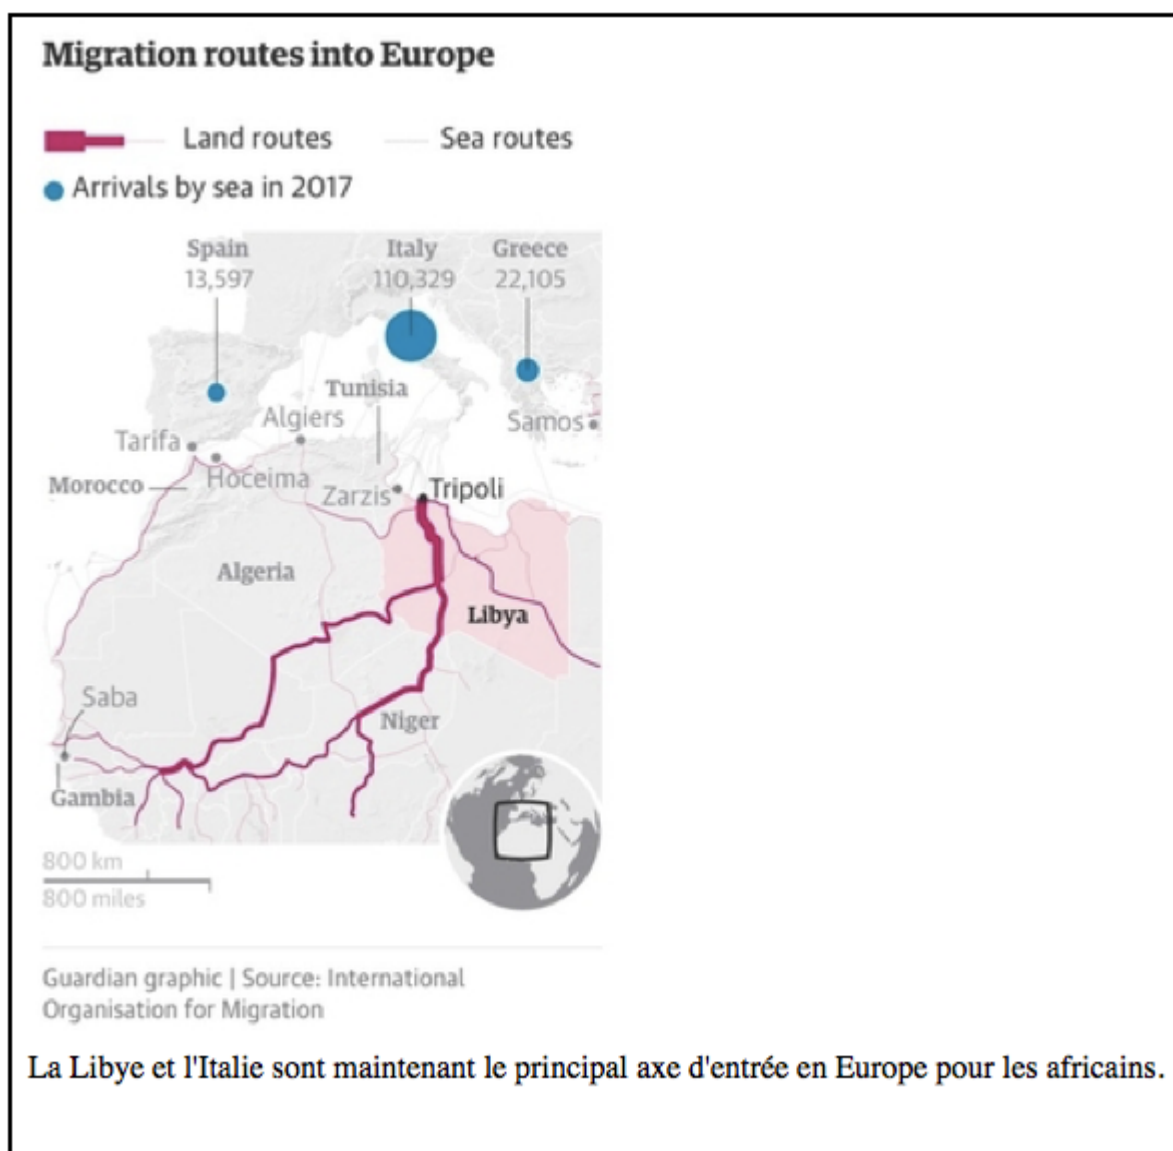 Migration routes into Europe
Land routes
Sea routes
Arrivals by sea in 2017
Spain
13,597
Italy
110,329
Greece
22,105
Tunisia
Algiers
Samos
Tarifa
Hoceima
Morocco
Zarzis
Tripoli
Algeria
Libya
Saba
Niger
Gambia
800 km
800 miles
Guardian graphic | Source: International
Organisation for Migration
La Libye et l'Italie sont maintenant le principal axe d'entrée en Europe pour les africains.